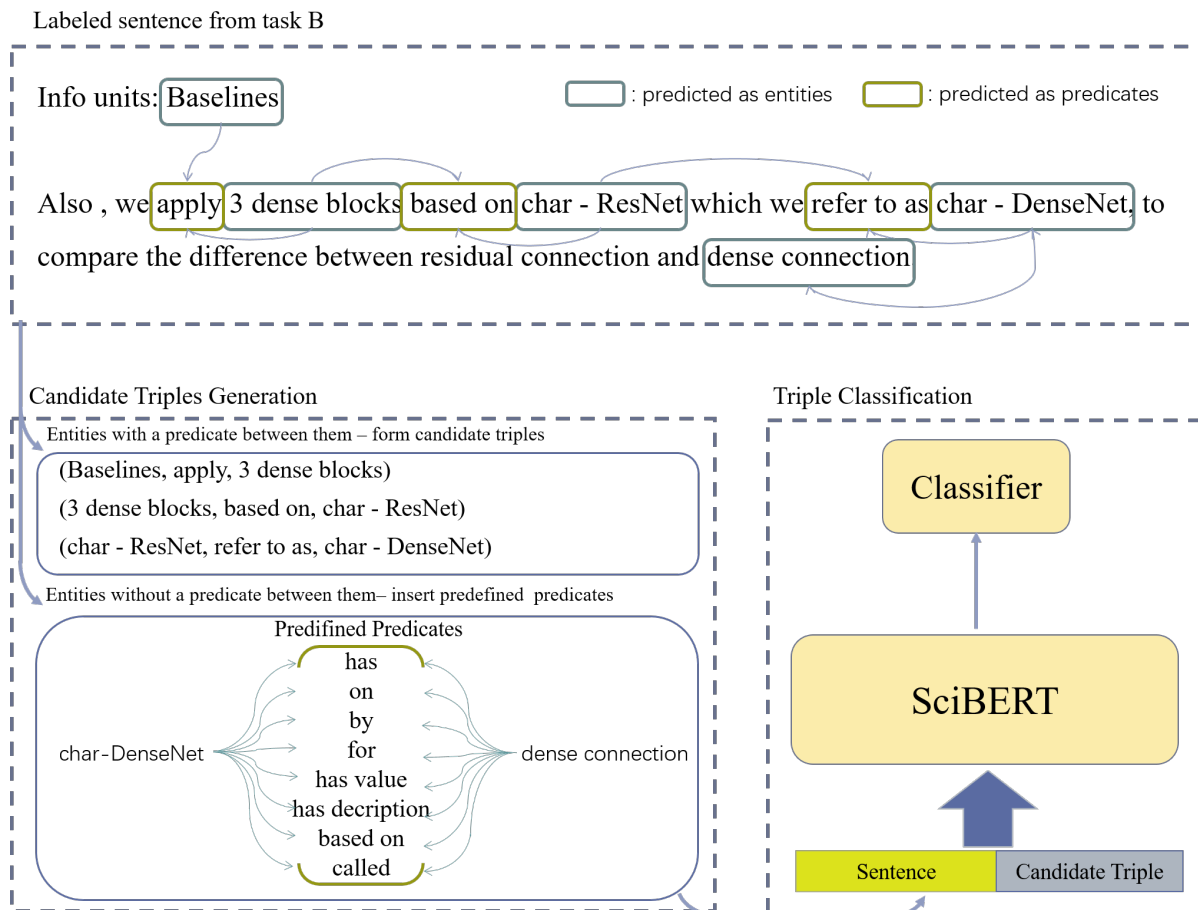 Labeled sentence from task B
Info units: Baselines
: predicted as entities
: predicted as predicates
Also , we apply 3 dense blocks based on char - ResNet which we refer to as char - DenseNet, to
compare the difference between residual connection and dense connection
Candidate Triples Generation
Entities with a predicate between them – form candidate triples
(Baselines, apply, 3 dense blocks)
(3 dense blocks, based on, char - ResNet)
(char - ResNet, refer to as, char - DenseNet)
Entities without a predicate between them– insert predefined predicates
Predifined Predicates
has
on
by
for
has value
has decription
based on
called
char-DenseNet
dense connection
Triple Classification
Classifier
SciBERT
Sentence
Candidate Triple